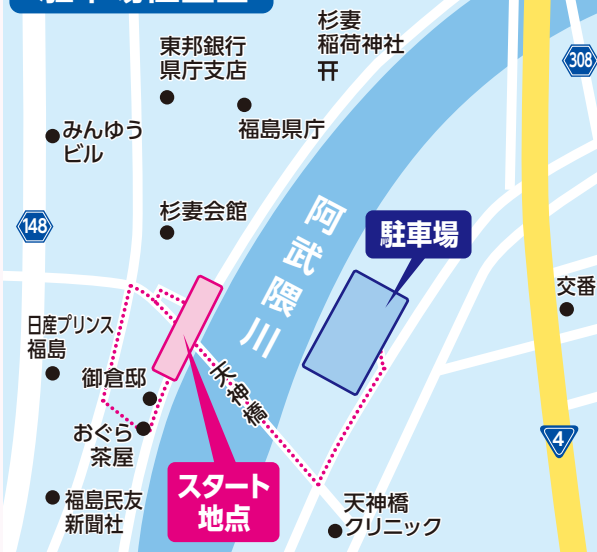 杉妻
稲荷神社
東邦銀行
県庁支店
308
みんゆう
ビル
福島県庁
148
杉妻会館
阿武隈川
駐車場
交番
日産プリンス
福島
御倉邸
天神橋
おぐら
茶屋
4
スタート
地点
福島民友
新聞社
天神橋
クリニック